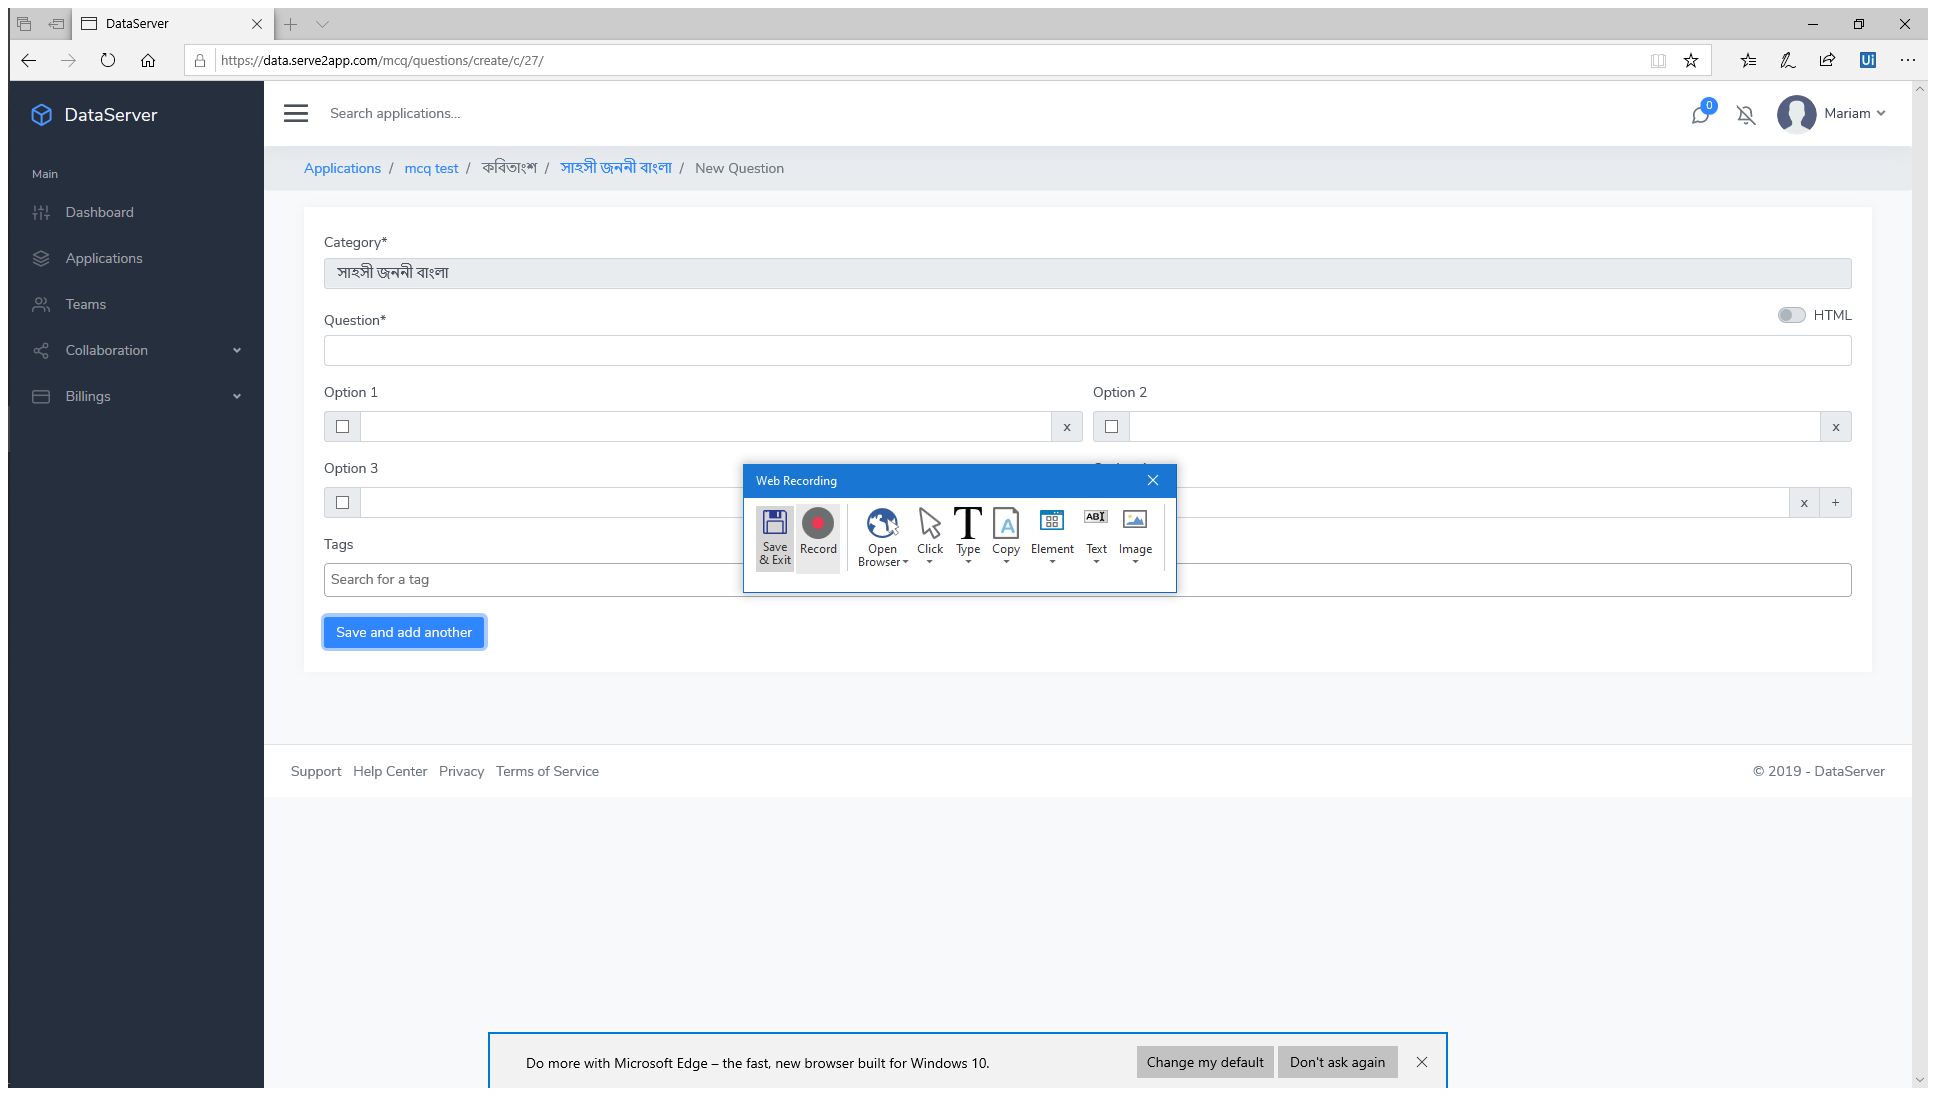 DataServer
https://data.serve2app.com/mcq/questions/create/c/27/
Ui
DataServer
Search applications...
0
Mariam
Applications / mcq test / কবিতাংশ / সাহসী জননী বাংলা / New Question
Main
Dashboard
Applications
Teams
Collaboration
Billings
Category*
সাহসী জননী বাংলা
Question*
HTML
Option 1
Option 2
x
x
Option 3
x
+
Web Recording
Save & Exit
Record
Open Browser
Click
Type
Copy
Element
Text
Image
Tags
Search for a tag
Save and add another
Support Help Center Privacy Terms of Service
© 2019 - DataServer
Do more with Microsoft Edge – the fast, new browser built for Windows 10.
Change my default
Don't ask again